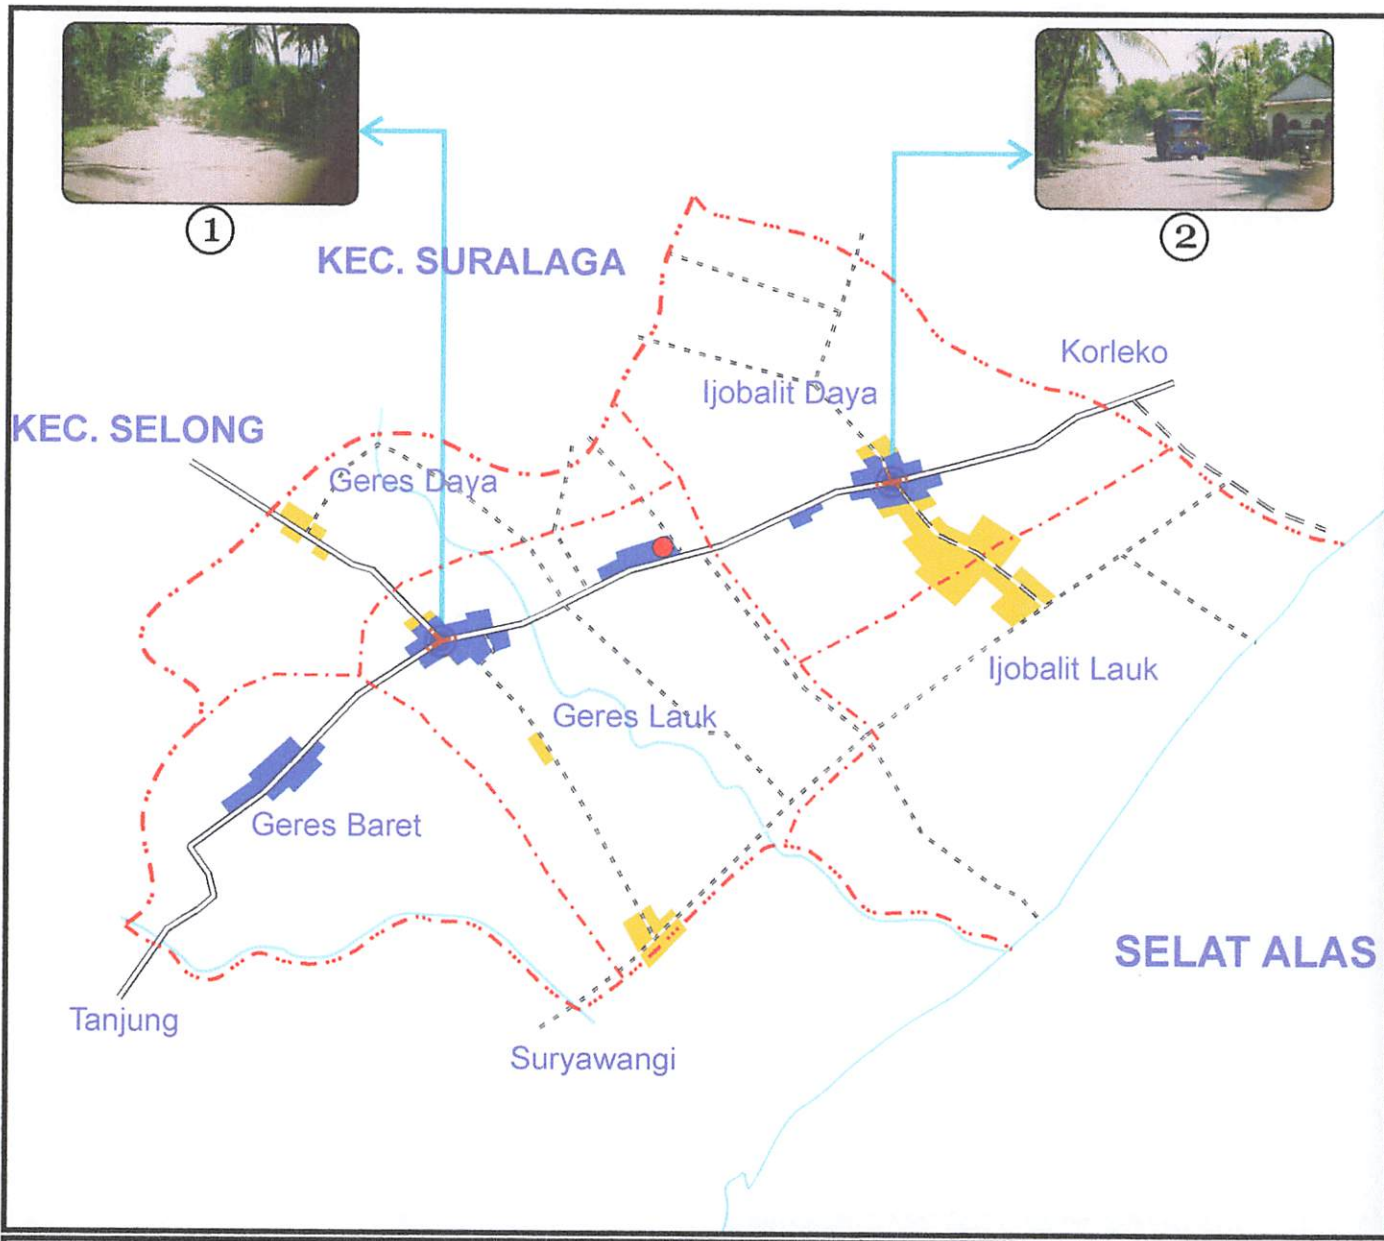 1
2
KEC. SURALAGA
Korleko
Ijobalit Daya
KEC. SELONG
Geres Daya
Ijobalit Lauk
Geres Lauk
Geres Baret
SELAT ALAS
Tanjung
Suryawangi